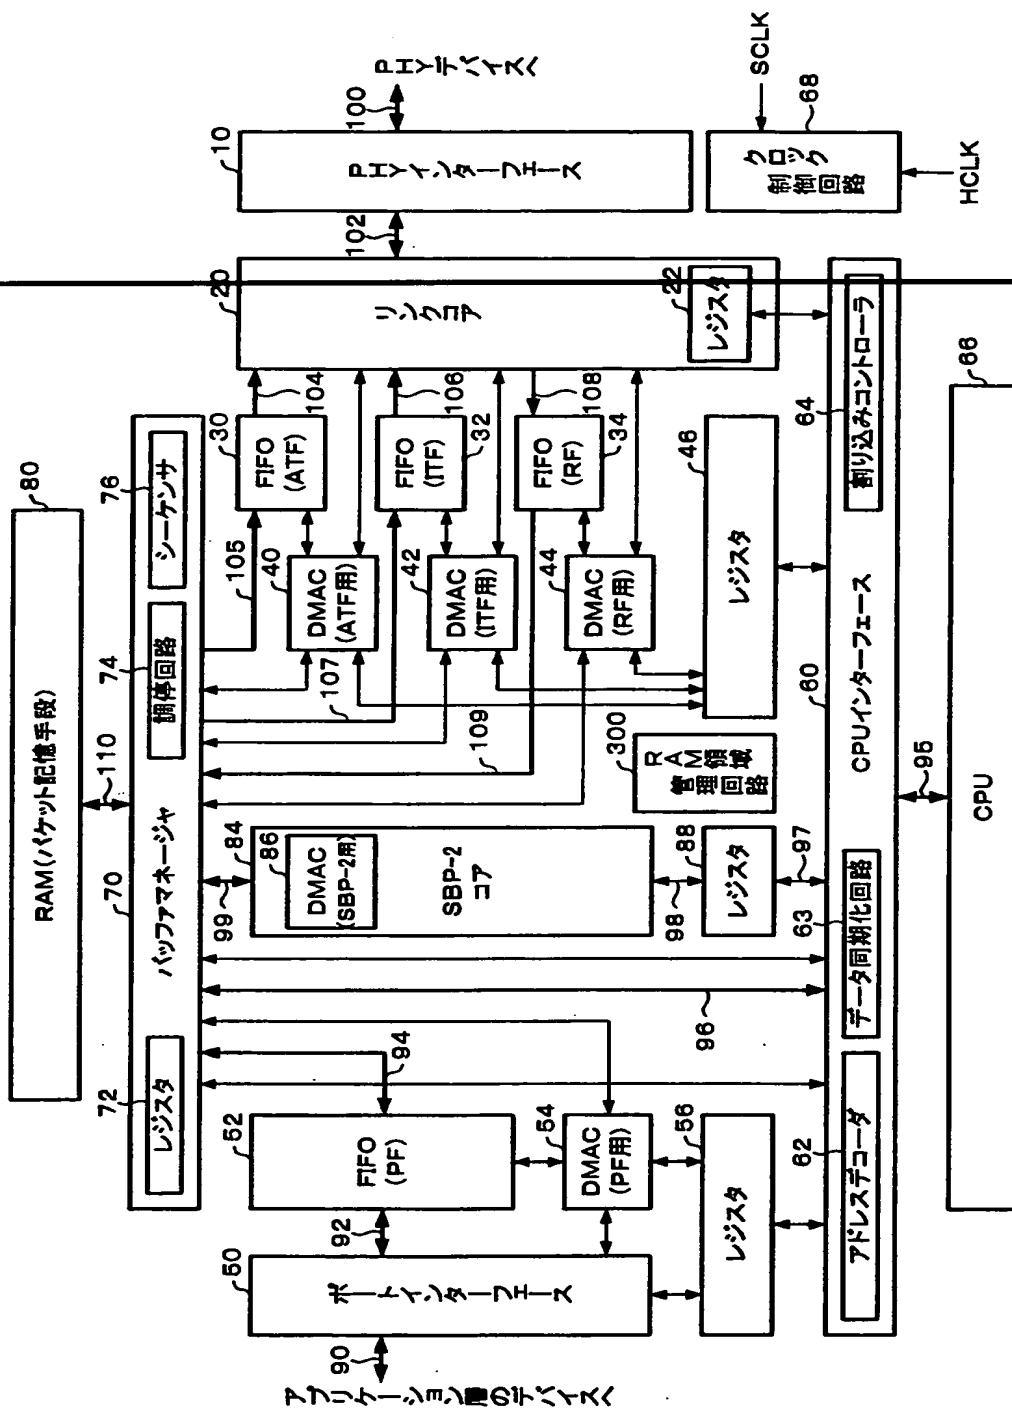 RAM(パケット記憶手段)
80
110
70
バッファマネージャ
レジスタ
72
調停回路
74
シーケンサ
76
アプリケーション層のデバイスへ
90
50
ポートインターフェース
92
52
FIFO
(PF)
94
54
DMAC
(PF用)
56
レジスタ
96
99
84
86
DMAC
(SBP-2用)
SBP-2
コア
98
88
レジスタ
97
300
RAM領域
管理回路
105
107
109
30
FIFO
(ATF)
104
40
DMAC
(ATF用)
FIFO
(ITF)
32
106
42
DMAC
(ITF用)
FIFO
(RF)
34
108
44
DMAC
(RF用)
46
レジスタ
20
リンクコア
22
レジスタ
102
10
PHYインターフェース
100
PHYデバイスへ
SCLK
68
クロック
制御回路
HCLK
60
CPUインターフェース
62
アドレスデコーダ
63
データ同期化回路
64
割り込みコントローラ
95
66
CPU